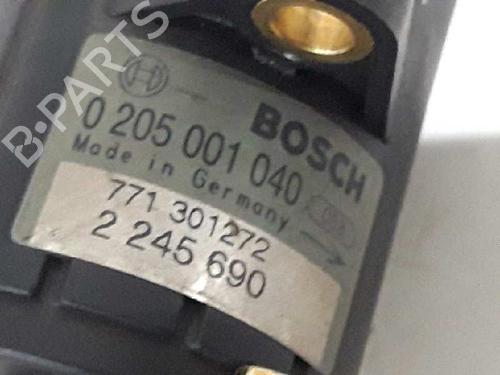 BOSCH
0 205 001 040
Made in Germany
771 301272
2 245 690
B-PARTS